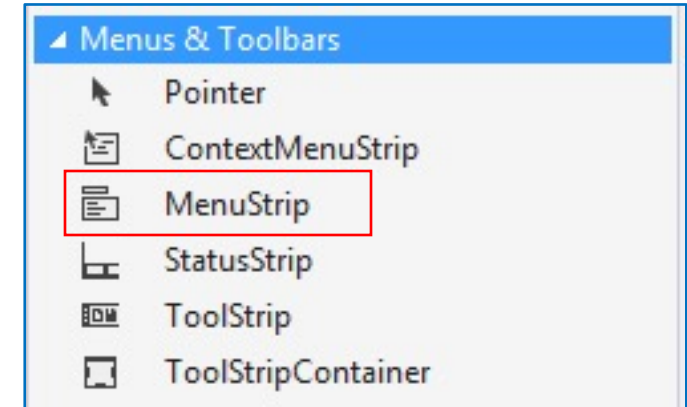 Menus & Toolbars
Pointer
ContextMenuStrip
MenuStrip
StatusStrip
ToolStrip
ToolStripContainer